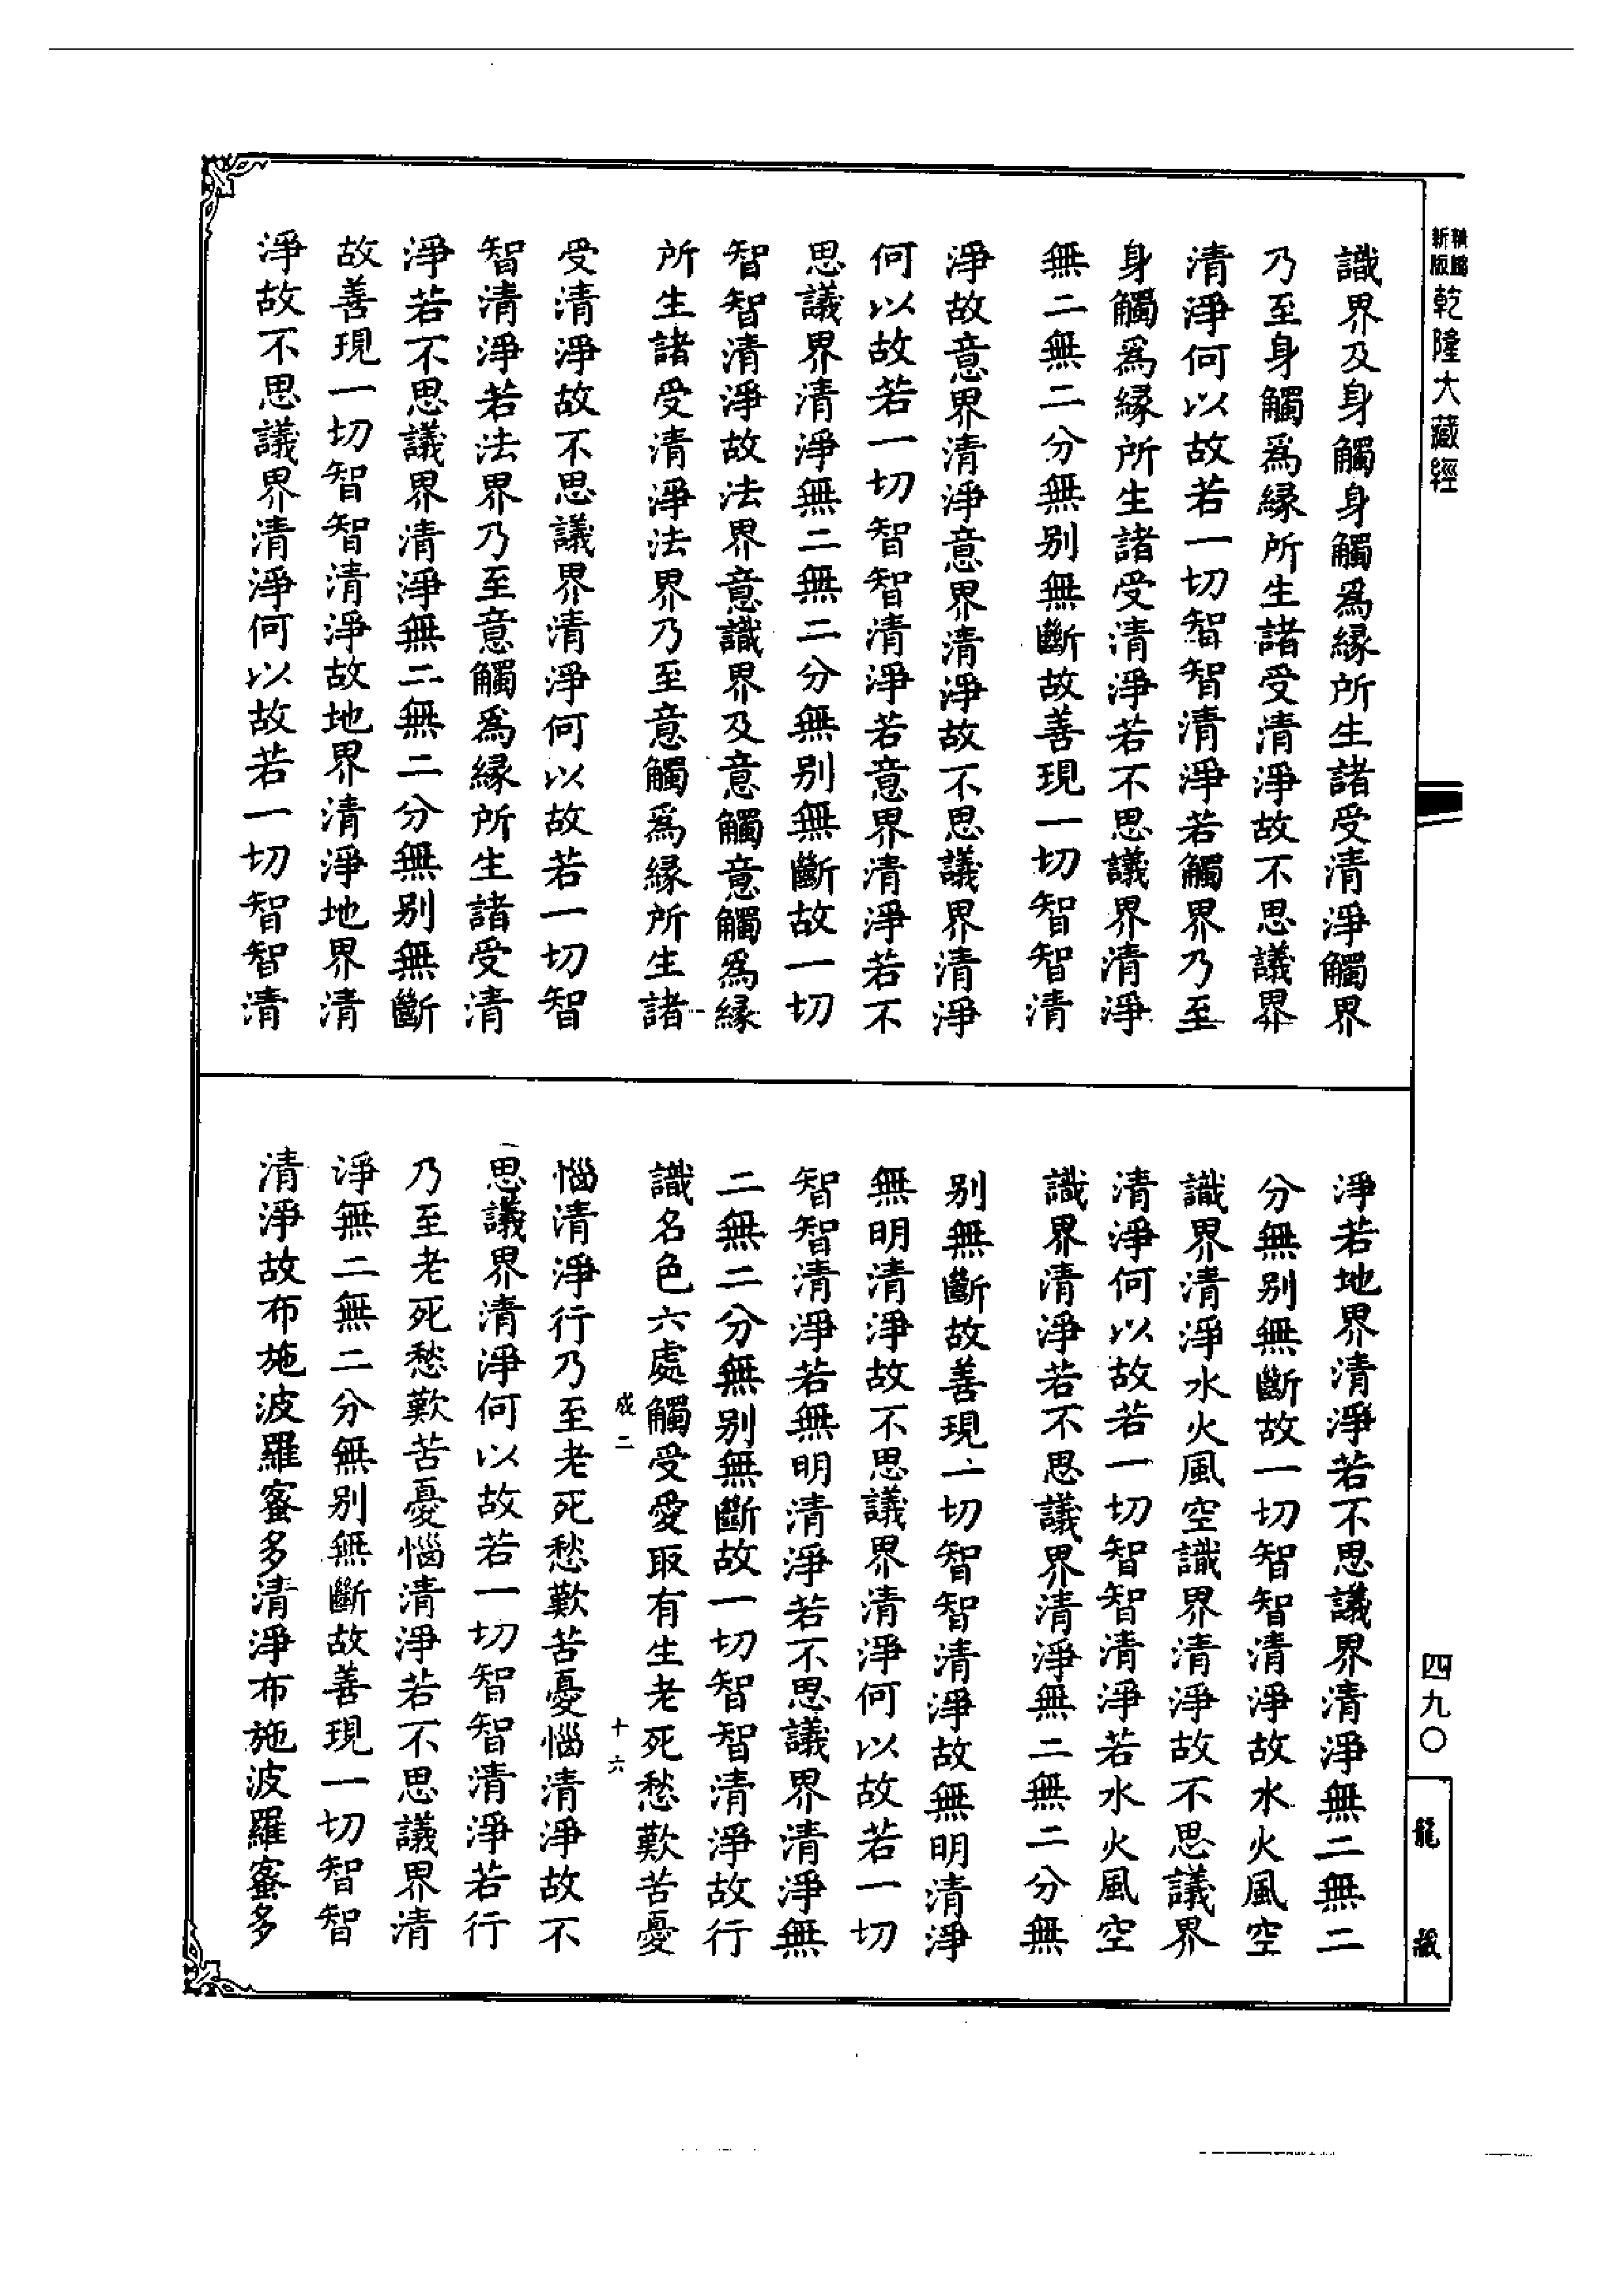 精編
新版
乾隆大藏經
識界及身觸身觸爲縁所生諸受清淨觸界
乃至身觸爲縁所生諸受清淨故不思議界
清淨何以故若一切智智清淨若觸界乃至
身觸爲縁所生諸受清淨若不思議界清淨
無二無二分無别無斷故善現一切智智清
淨故意界清淨意界清淨故不思議界清淨
何以故若一切智智清淨若意界清淨若不
思議界清淨無二無二分無别無斷故一切
智智清淨故法界意識界及意觸意觸爲縁
所生諸受清淨法界乃至意觸爲縁所生諸
受清淨故不思議界清淨何以故若一切智
智清淨若法界乃至意觸爲縁所生諸受清
淨若不思議界清淨無二無二分無别無斷
故善現一切智智清淨故地界清淨地界清
淨故不思議界清淨何以故若一切智智清
淨若地界清淨若不思議界清淨無二無二
分無别無斷故一切智智清淨故水火風空
識界清淨水火風空識界清淨故不思議界
清淨何以故若一切智智清淨若水火風空
識界清淨若不思議界清淨無二無二分無
别無斷故善現一切智智清淨故無明清淨
無明清淨故不思議界清淨何以故若一切
智智清淨若無明清淨若不思議界清淨無
二無二分無别無斷故一切智智清淨故行
識名色六處觸受愛取有生老死愁歎苦憂
成二
十六
惱清淨行乃至老死愁歎苦憂惱清淨故不
思議界清淨何以故若一切智智清淨若行
乃至老死愁歎苦憂惱清淨若不思議界清
淨無二無二分無别無斷故善現一切智智
清淨故布施波羅蜜多清淨布施波羅蜜多
四九〇
龍藏